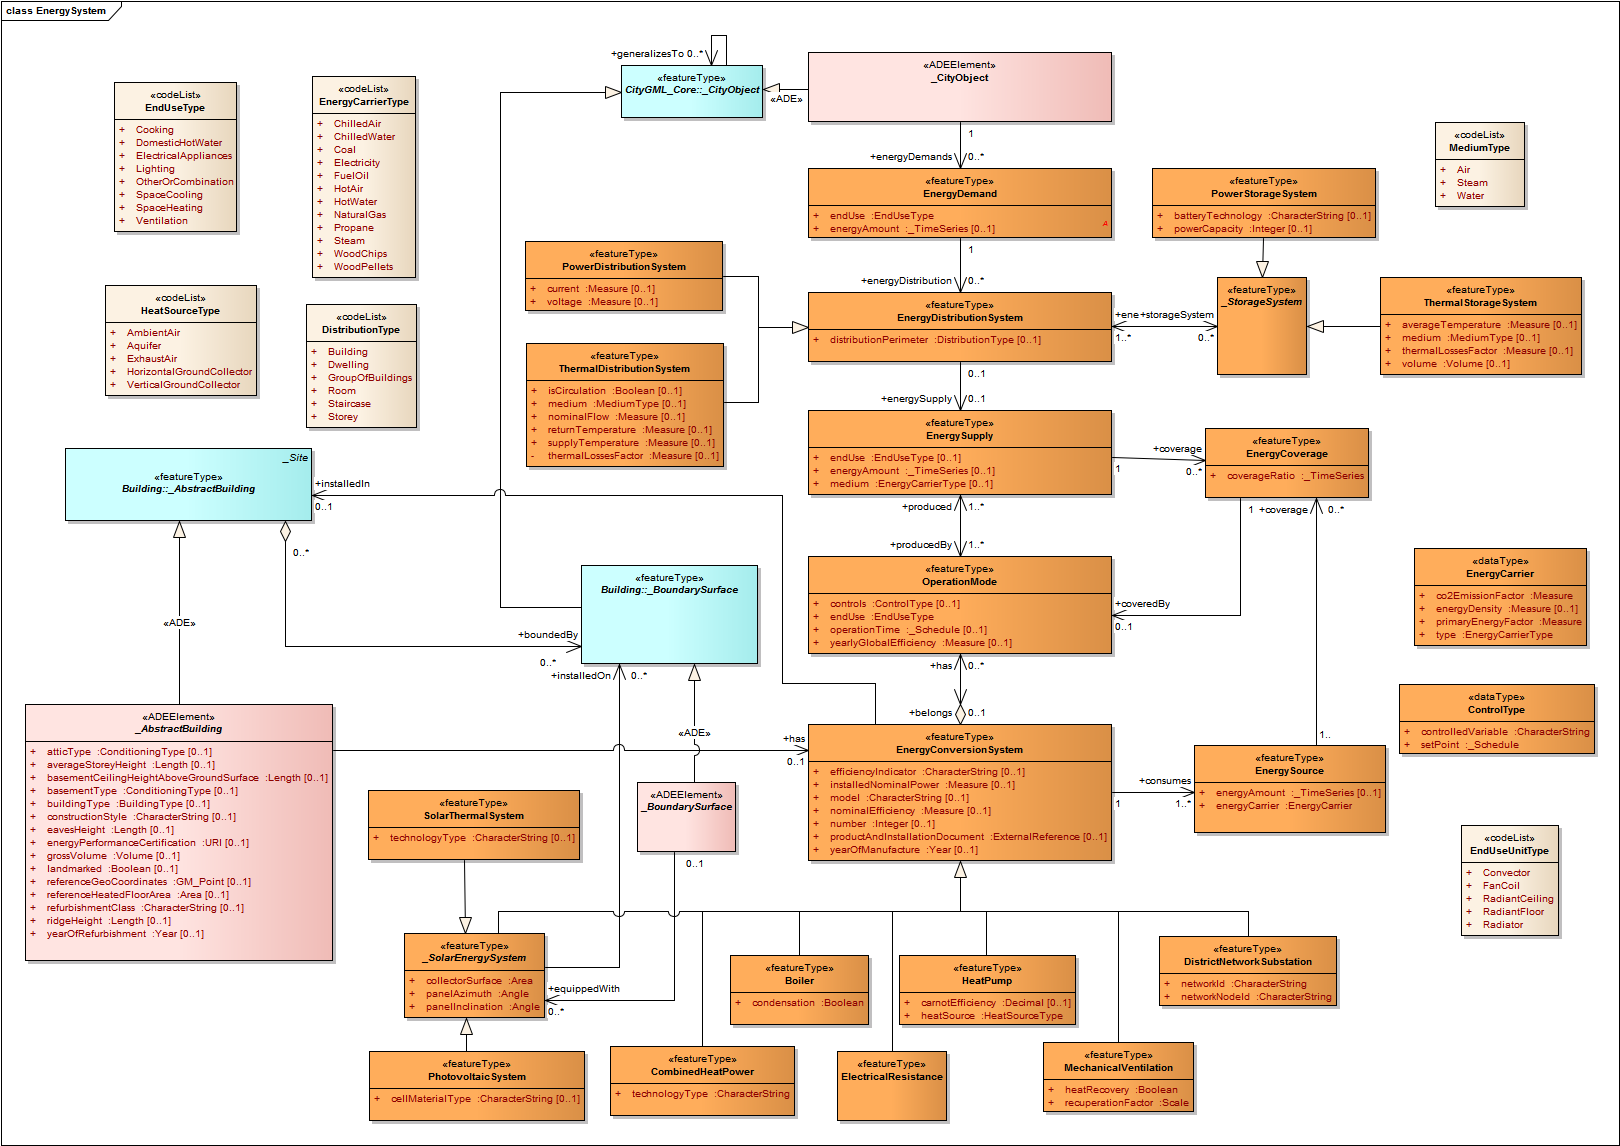 class EnergySystem
+generalizesTo 0..*
«featureType»
CityGML_Core::_CityObject
«ADE»
«ADEElement»
_CityObject
1
+energyDemands
0..*
«codeList»
EndUseType
+ Cooking
+ DomesticHotWater
+ ElectricalAppliances
+ Lighting
+ OtherOrCombination
+ SpaceCooling
+ SpaceHeating
+ Ventilation
«codeList»
EnergyCarrierType
+ ChilledAir
+ ChilledWater
+ Coal
+ Electricity
+ FuelOil
+ HotAir
+ HotWater
+ NaturalGas
+ Propane
+ Steam
+ WoodChips
+ WoodPellets
«codeList»
MediumType
+ Air
+ Steam
+ Water
«featureType»
EnergyDemand
+ endUse :EndUseType
+ energyAmount :_TimeSeries [0..1]
A
1
+energyDistribution
0..*
«featureType»
PowerStorageSystem
+ batteryTechnology :CharacterString [0..1]
+ powerCapacity :Integer [0..1]
«featureType»
PowerDistributionSystem
+ current :Measure [0..1]
+ voltage :Measure [0..1]
«codeList»
HeatSourceType
+ AmbientAir
+ Aquifer
+ ExhaustAir
+ HorizontalGroundCollector
+ VerticalGroundCollector
«codeList»
DistributionType
+ Building
+ Dwelling
+ GroupOfBuildings
+ Room
+ Staircase
+ Storey
«featureType»
EnergyDistributionSystem
+ distributionPerimeter :DistributionType [0..1]
+ene
+storageSystem
1..*
0..*
«featureType»
_StorageSystem
«featureType»
ThermalStorageSystem
+ averageTemperature :Measure [0..1]
+ medium :MediumType [0..1]
+ thermalLossesFactor :Measure [0..1]
+ volume :Volume [0..1]
«featureType»
ThermalDistributionSystem
+ isCirculation :Boolean [0..1]
+ medium :MediumType [0..1]
+ nominalFlow :Measure [0..1]
+ returnTemperature :Measure [0..1]
+ supplyTemperature :Measure [0..1]
- thermalLossesFactor :Measure [0..1]
0..1
+energySupply
0..1
«featureType»
EnergySupply
+ endUse :EndUseType [0..1]
+ energyAmount :_TimeSeries [0..1]
+ medium :EnergyCarrierType [0..1]
+coverage
1
0..*
«featureType»
EnergyCoverage
+ coverageRatio :_TimeSeries
1
+coverage
0..*
_Site
«featureType»
Building::_AbstractBuilding
+installedIn
0..1
0..*
+produced
1..*
+producedBy
1..*
«featureType»
OperationMode
+ controls :ControlType [0..1]
+ endUse :EndUseType
+ operationTime :_Schedule [0..1]
+ yearlyGlobalEfficiency :Measure [0..1]
+coveredBy
0..1
«dataType»
EnergyCarrier
+ co2EmissionFactor :Measure
+ energyDensity :Measure [0..1]
+ primaryEnergyFactor :Measure
+ type :EnergyCarrierType
«featureType»
Building::_BoundarySurface
«ADE»
+boundedBy
0..*
+installedOn
0..*
+has
0..*
+belongs
0..1
«dataType»
ControlType
+ controlledVariable :CharacterString
+ setPoint :_Schedule
«ADEElement»
_AbstractBuilding
+ atticType :ConditioningType [0..1]
+ averageStoreyHeight :Length [0..1]
+ basementCeilingHeightAboveGroundSurface :Length [0..1]
+ basementType :ConditioningType [0..1]
+ buildingType :BuildingType [0..1]
+ constructionStyle :CharacterString [0..1]
+ eavesHeight :Length [0..1]
+ energyPerformanceCertification :URI [0..1]
+ grossVolume :Volume [0..1]
+ landmarked :Boolean [0..1]
+ referenceGeoCoordinates :GM_Point [0..1]
+ referenceHeatedFloorArea :Area [0..1]
+ refurbishmentClass :CharacterString [0..1]
+ ridgeHeight :Length [0..1]
+ yearOfRefurbishment :Year [0..1]
«ADE»
+has
0..1
«featureType»
EnergyConversionSystem
+ efficiencyIndicator :CharacterString [0..1]
+ installedNominalPower :Measure [0..1]
+ model :CharacterString [0..1]
+ nominalEfficiency :Measure [0..1]
+ number :Integer [0..1]
+ productAndInstallationDocument :ExternalReference [0..1]
+ yearOfManufacture :Year [0..1]
+consumes
1
1..*
1..
«featureType»
EnergySource
+ energyAmount :_TimeSeries [0..1]
+ energyCarrier :EnergyCarrier
«ADEElement»
_BoundarySurface
0..1
«featureType»
SolarThermalSystem
+ technologyType :CharacterString [0..1]
«codeList»
EndUseUnitType
+ Convector
+ FanCoil
+ RadiantCeiling
+ RadiantFloor
+ Radiator
«featureType»
_SolarEnergySystem
+ collectorSurface :Area
+ panelAzimuth :Angle
+ panelInclination :Angle
+equippedWith
0..*
«featureType»
Boiler
+ condensation :Boolean
«featureType»
HeatPump
+ carnotEfficiency :Decimal [0..1]
+ heatSource :HeatSourceType
«featureType»
DistrictNetworkSubstation
+ networkId :CharacterString
+ networkNodeId :CharacterString
«featureType»
PhotovoltaicSystem
+ cellMaterialType :CharacterString [0..1]
«featureType»
CombinedHeatPower
+ technologyType :CharacterString
«featureType»
ElectricalResistance
«featureType»
MechanicalVentilation
+ heatRecovery :Boolean
+ recuperationFactor :Scale